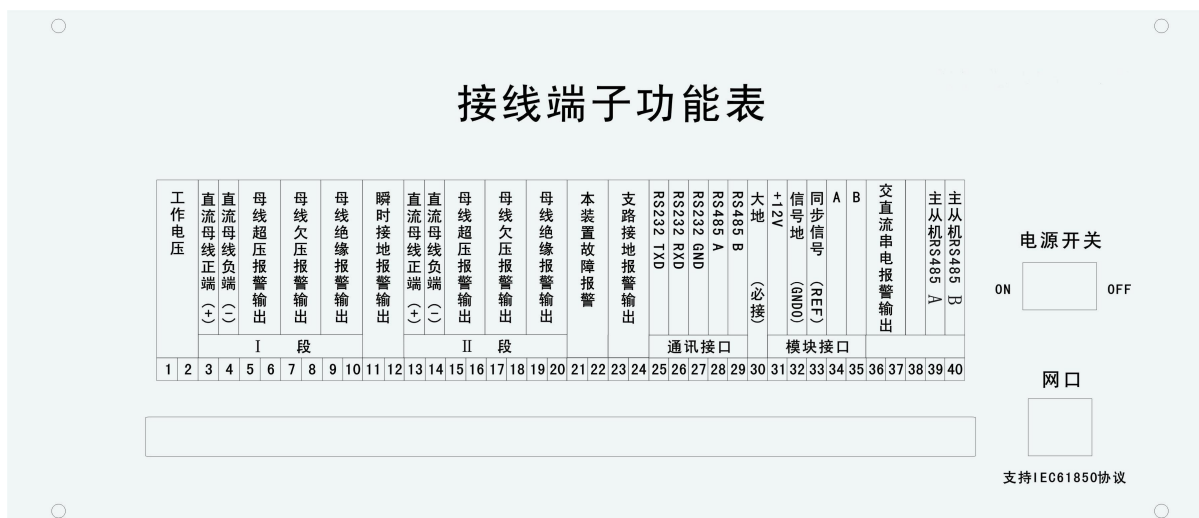 接线端子功能表
工作电压
直流母线正端 (+)
直流母线负端 (-)
母线超压报警输出
母线欠压报警输出
母线绝缘报警输出
瞬时接地报警输出
直流母线正端 (+)
直流母线负端 (-)
母线超压报警输出
母线欠压报警输出
母线绝缘报警输出
本装置故障报警
支路接地报警输出
RS232 TXD
RS232 RXD
RS232 GND
RS485 A
RS485 B
大地 (必接)
+12V
信号地 (GND0)
同步信号 (REF)
A
B
交直流串电报警输出
主从机RS485 A
主从机RS485 B
I 段
II 段
通讯接口
模块接口
1 2 3 4 5 6 7 8 9 10 11 12 13 14 15 16 17 18 19 20 21 22 23 24 25 26 27 28 29 30 31 32 33 34 35 36 37 38 39 40
电源开关
ON OFF
网口
支持IEC61850协议